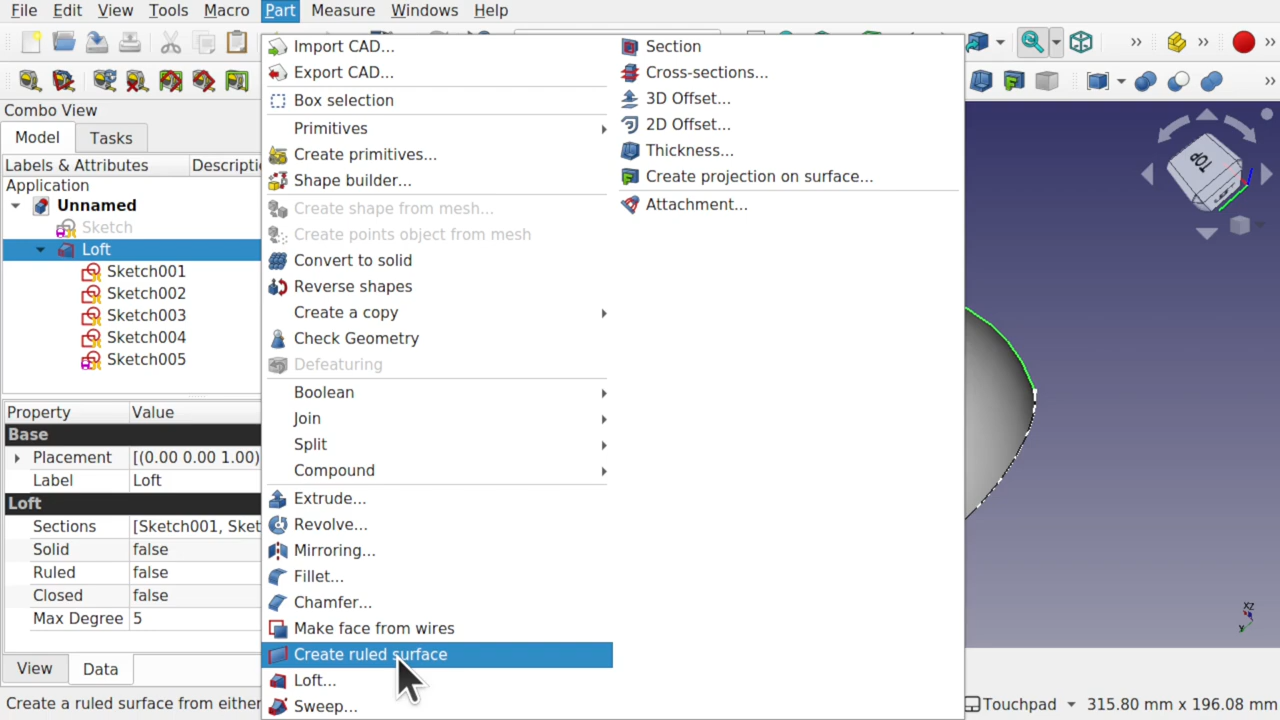 File Edit View Tools Macro Part Measure Windows Help
Combo View
Model Tasks
Labels & Attributes Descripti
Application
Unnamed
Sketch
Loft
Sketch001
Sketch002
Sketch003
Sketch004
Sketch005
Property Value
Base
Placement [(0.00 0.00 1.00)
Label Loft
Loft
Sections [Sketch001, Sket
Solid false
Ruled false
Closed false
Max Degree 5
View Data
Create a ruled surface from either
Import CAD...
Export CAD...
Box selection
Primitives
Create primitives...
Shape builder...
Create shape from mesh...
Create points object from mesh
Convert to solid
Reverse shapes
Create a copy
Check Geometry
Defeaturing
Boolean
Join
Split
Compound
Extrude...
Revolve...
Mirroring...
Fillet...
Chamfer...
Make face from wires
Create ruled surface
Loft...
Sweep...
Section
Cross-sections...
3D Offset...
2D Offset...
Thickness...
Create projection on surface...
Attachment...
TOP
XZ
Y
Touchpad 315.80 mm x 196.08 mm